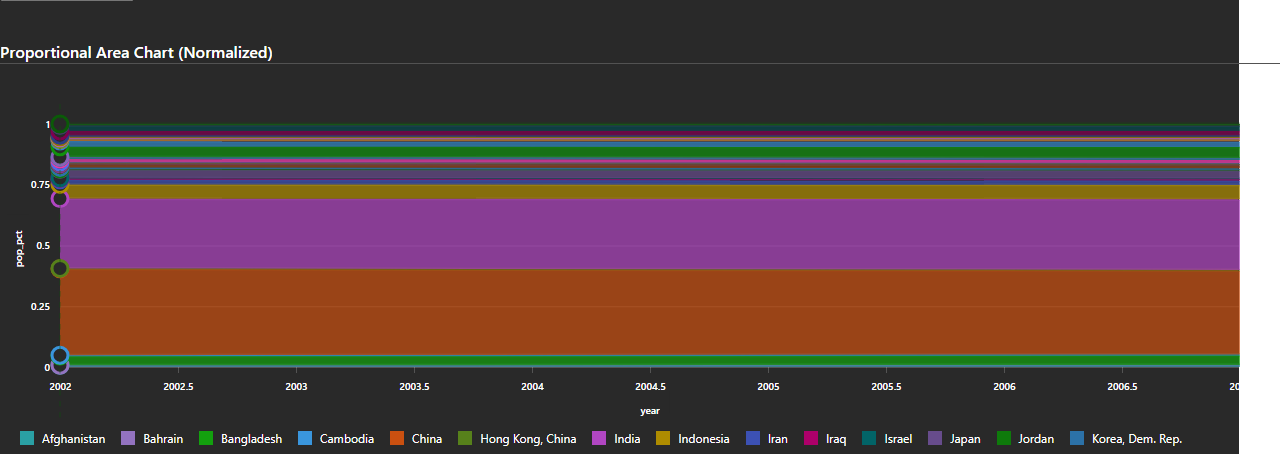 Proportional Area Chart (Normalized)
1
0.75
0.5
0.25
0
pop_pct
2002 2002.5 2003 2003.5 2004 2004.5 2005 2005.5 2006 2006.5 20
year
Afghanistan Bahrain Bangladesh Cambodia China Hong Kong, China India Indonesia Iran Iraq Israel Japan Jordan Korea, Dem. Rep.